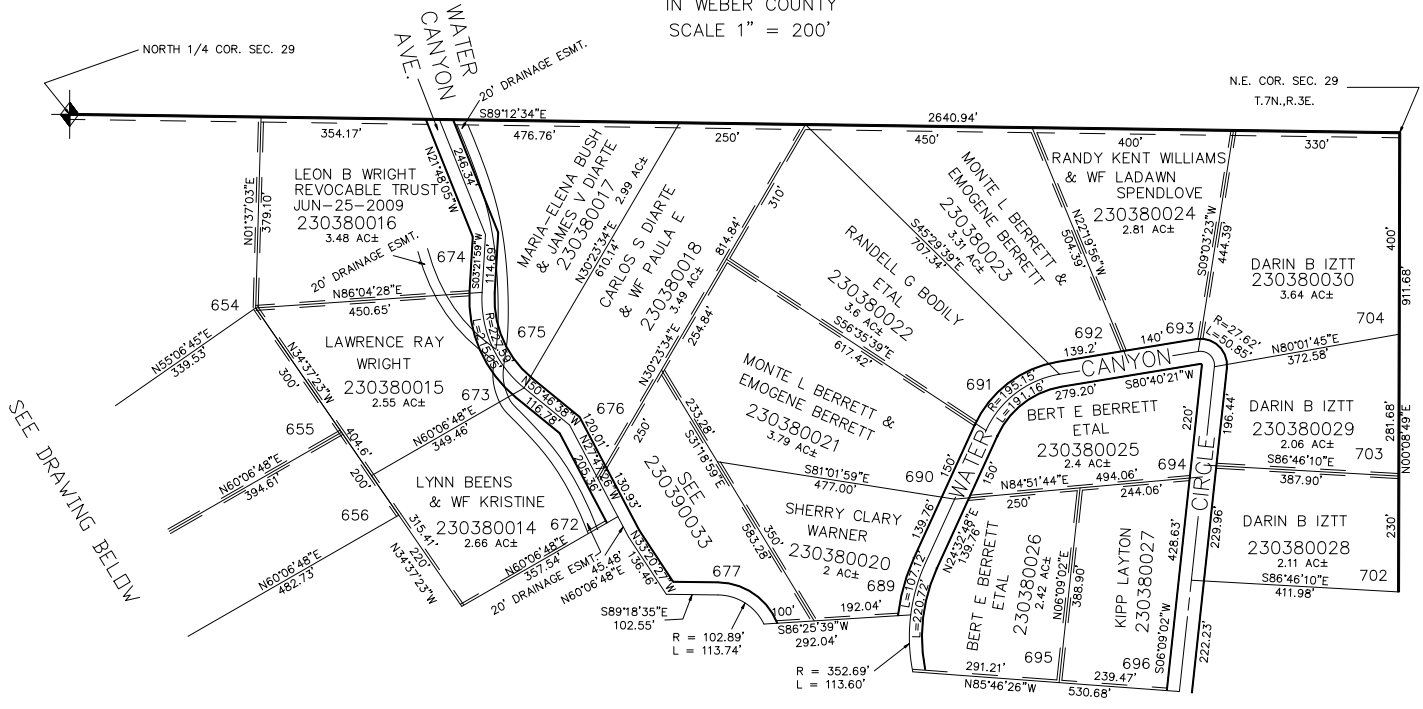 IN WEBER COUNTY
SCALE 1" = 200'
NORTH 1/4 COR. SEC. 29
WATER
CANYON
AVE.
20' DRAINAGE ESMT.
N.E. COR. SEC. 29
T.7N.,R.3E.
S89°12'34"E
2640.94'
354.17'
476.76'
250'
450'
400'
330'
N01°37'03"E
379.10'
LEON B WRIGHT
REVOCABLE TRUST
JUN-25-2009
230380016
3.48 AC±
N21°48'05"W
246.34'
MARIA-ELENA BUSH
& JAMES V DIARTE
230380017
2.99 AC±
N30°23'34"E
610.14'
CARLOS S DIARTE
& WF PAULA E
230380018
3.49 AC±
310'
814.84'
N30°23'34"E
254.84'
250'
RANDELL G BODILY
ETAL
230380022
3.6 AC±
S45°29'39"E
707.34'
MONTE L BERRETT &
EMOGENE BERRETT
230380023
3.31 AC±
RANDY KENT WILLIAMS
& WF LADAWN
SPENDLOVE
230380024
2.81 AC±
N22°19'56"W
504.39'
S09°03'23"W
444.39'
DARIN B IZTT
230380030
3.64 AC±
400'
911.68'
704
674
20' DRAINAGE ESMT.
S03°21'59"W
114.69'
N86°04'28"E
450.65'
654
N55°06'45"E
339.53'
LAWRENCE RAY
WRIGHT
230380015
2.55 AC±
673
N34°37'23"W
300'
404.6'
200'
R=227.59'
L=215.05'
675
N50°46'38"W
116.78'
120.01'
676
N60°06'48"E
349.46'
655
N60°06'48"E
394.61'
656
N60°06'48"E
482.73'
315.41'
220'
N34°37'23"W
SEE DRAWING BELOW
LYNN BEENS
& WF KRISTINE
230380014
2.66 AC±
672
205.36'
130.93'
N60°06'48"E
357.54'
20' DRAINAGE ESMT.
45.48'
N60°06'48"E
N33°20'27"W
136.46'
SEE
230390033
233.28'
S31°18'59"E
583.28'
350'
677
S89°18'35"E
102.55'
R = 102.89'
L = 113.74'
100'
S86°25'39"W
292.04'
192.04'
S56°35'39"E
617.42'
MONTE L BERRETT &
EMOGENE BERRETT
230380021
3.79 AC±
690
S81°01'59"E
477.00'
SHERRY CLARY
WARNER
230380020
2 AC±
689
691
692
693
R=195.15'
L=191.16'
139.2'
140'
WATER
CANYON
CIRCLE
279.20'
S80°40'21"W
R=27.62'
L=50.85'
N80°01'45"E
372.58'
150'
150'
139.76'
N24°32'48"E
139.76'
L=107.12'
L=220.72'
R = 352.69'
L = 113.60'
BERT E BERRETT
ETAL
230380025
2.4 AC±
694
220'
196.44'
N84°51'44"E
494.06'
250'
244.06'
BERT E BERRETT
ETAL
230380026
2.42 AC±
695
N06°09'02"E
388.90'
KIPP LAYTON
230380027
696
428.63'
S06°09'02"W
229.96'
222.23'
291.21'
239.47'
N85°46'26"W
530.68'
DARIN B IZTT
230380029
2.06 AC±
703
281.68'
N00°08'49"E
S86°46'10"E
387.90'
DARIN B IZTT
230380028
2.11 AC±
230'
S86°46'10"E
411.98'
702